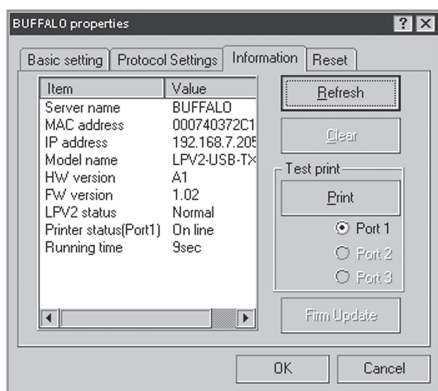 BUFFALO properties
Basic setting Protocol Settings Information Reset
Item Value
Server name BUFFALO
MAC address 000740372C1
IP address 192.168.7.205
Model name LPV2-USB-TX
HW version A1
FW version 1.02
LPV2 status Normal
Printer status(Port1) On line
Running time 9sec
Refresh
Clear
Test print
Print
Port 1
Port 2
Port 3
Firm Update
OK Cancel